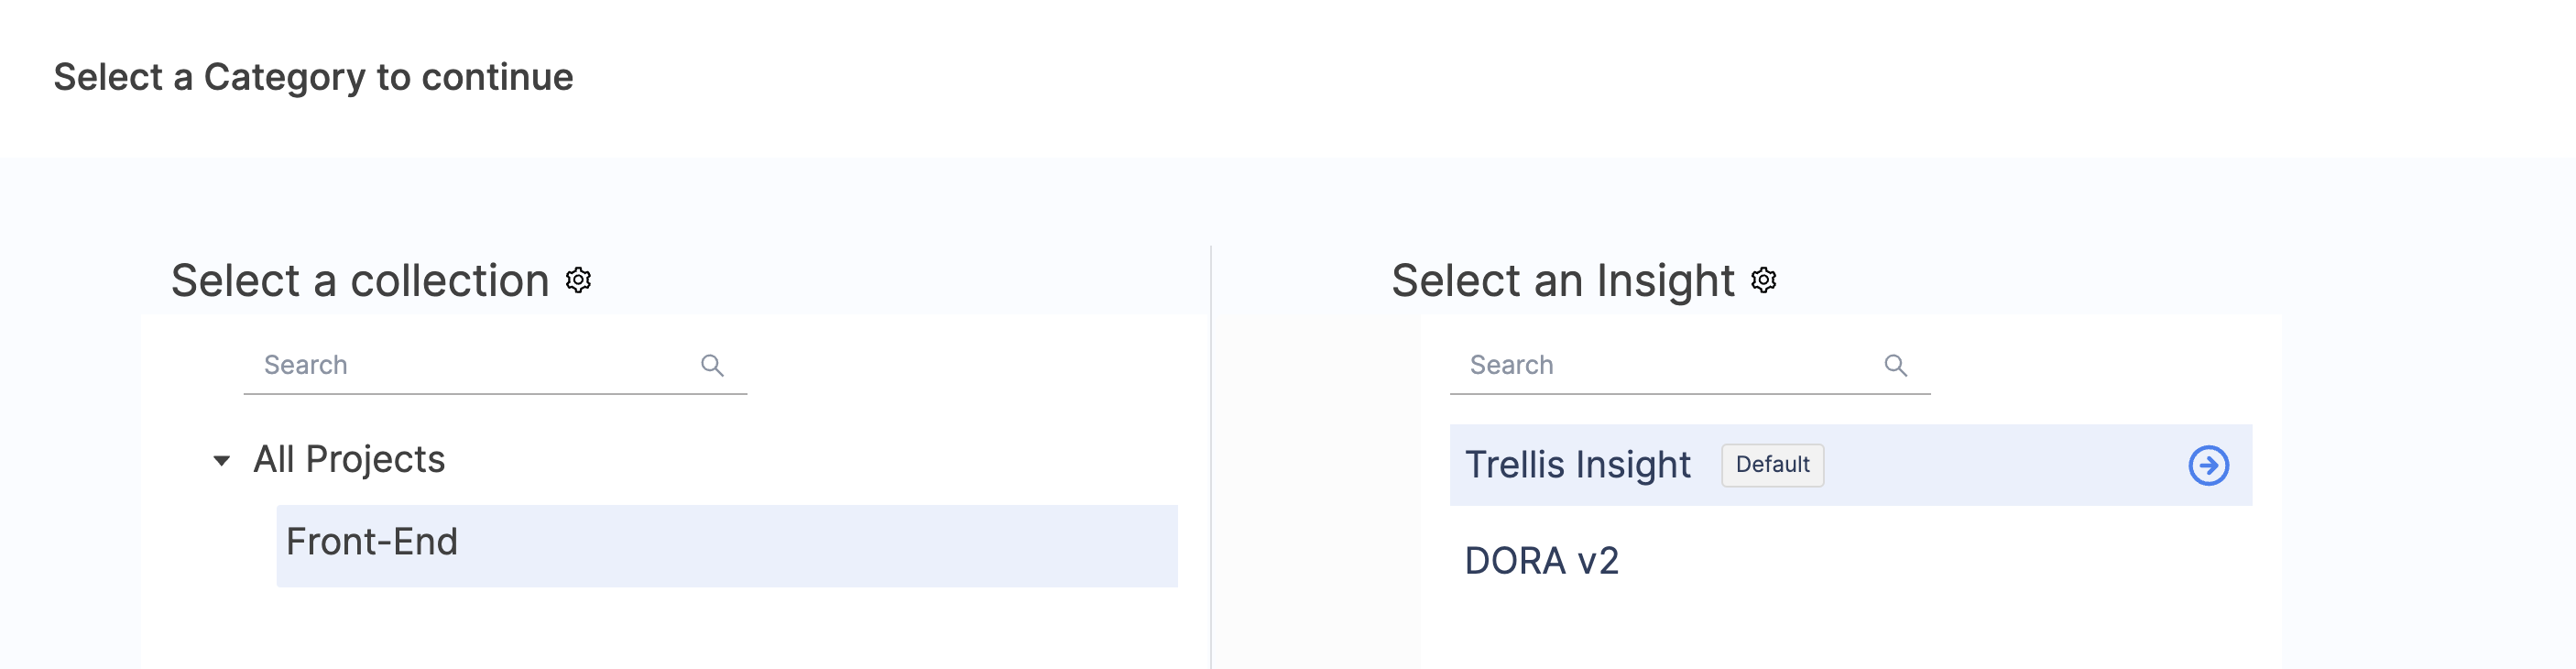 Select a Category to continue
Select a collection
Search
All Projects
Front-End
Select an Insight
Search
Trellis Insight Default
DORA v2